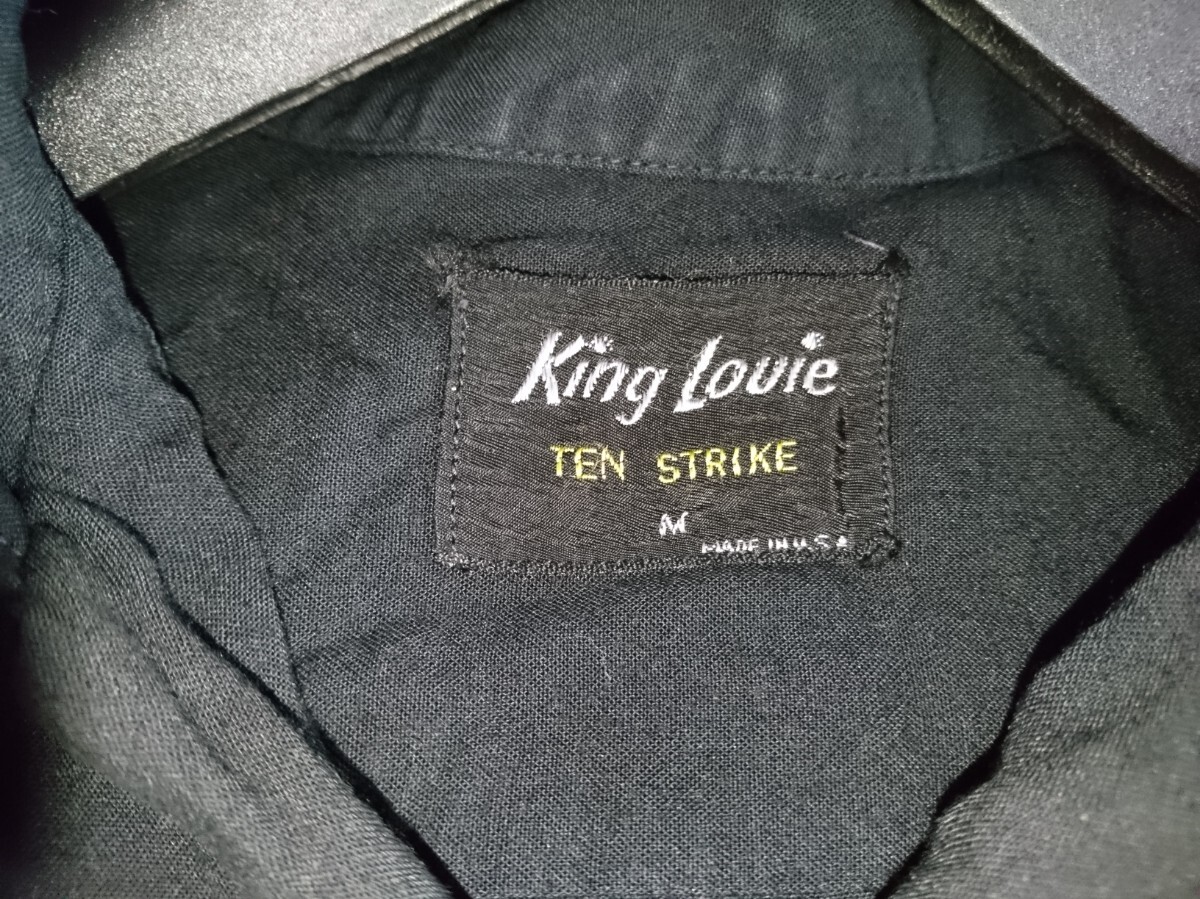 King Louie
TEN STRIKE
M
MADE IN U.S.A